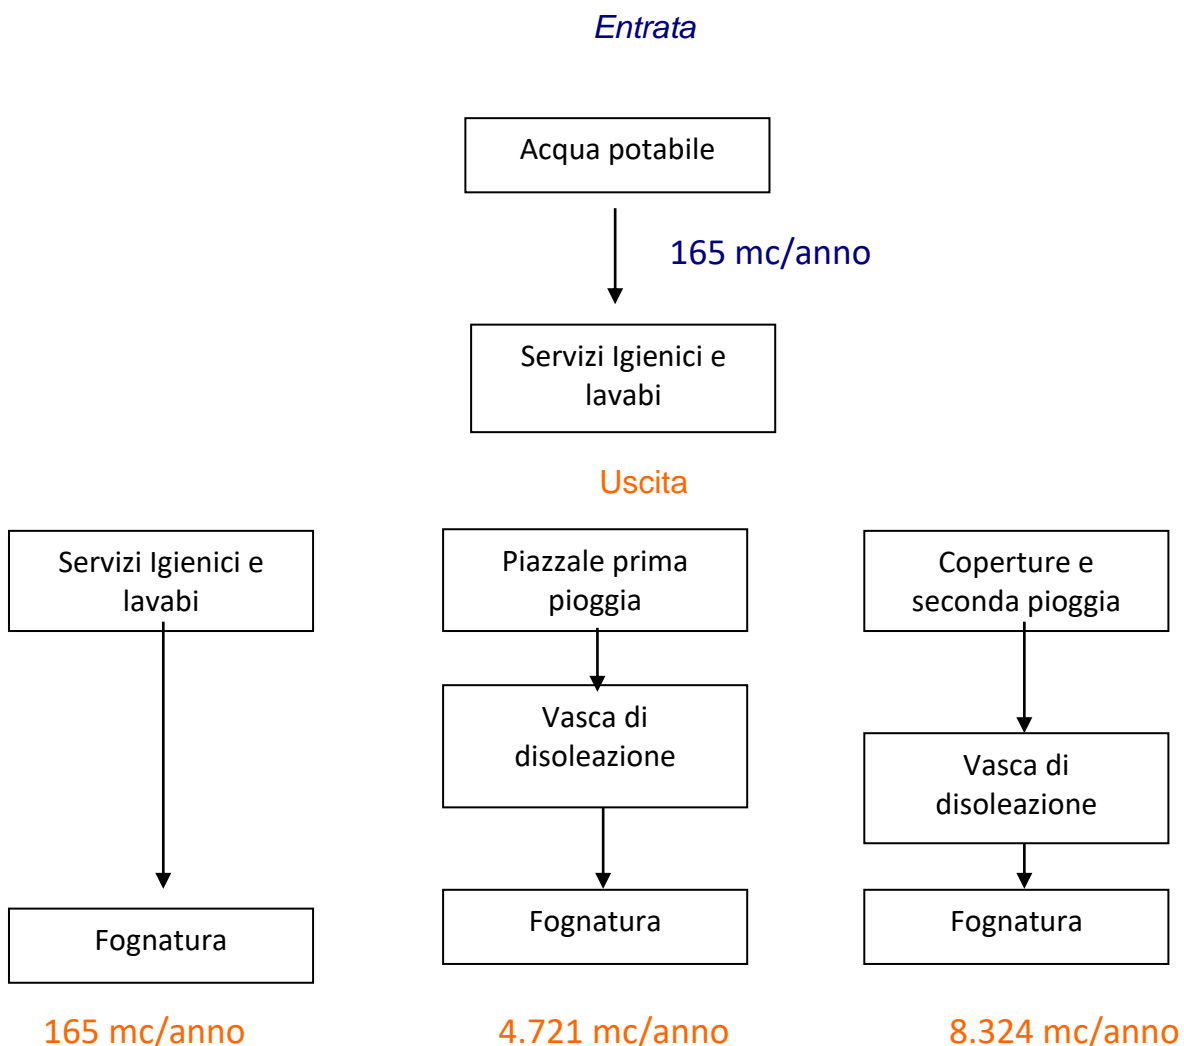 Entrata
Acqua potabile
165 mc/anno
Servizi Igienici e
lavabi
Uscita
Servizi Igienici e
lavabi
Piazzale prima
pioggia
Coperture e
seconda pioggia
Vasca di
disoleazione
Vasca di
disoleazione
Fognatura
Fognatura
Fognatura
165 mc/anno
4.721 mc/anno
8.324 mc/anno